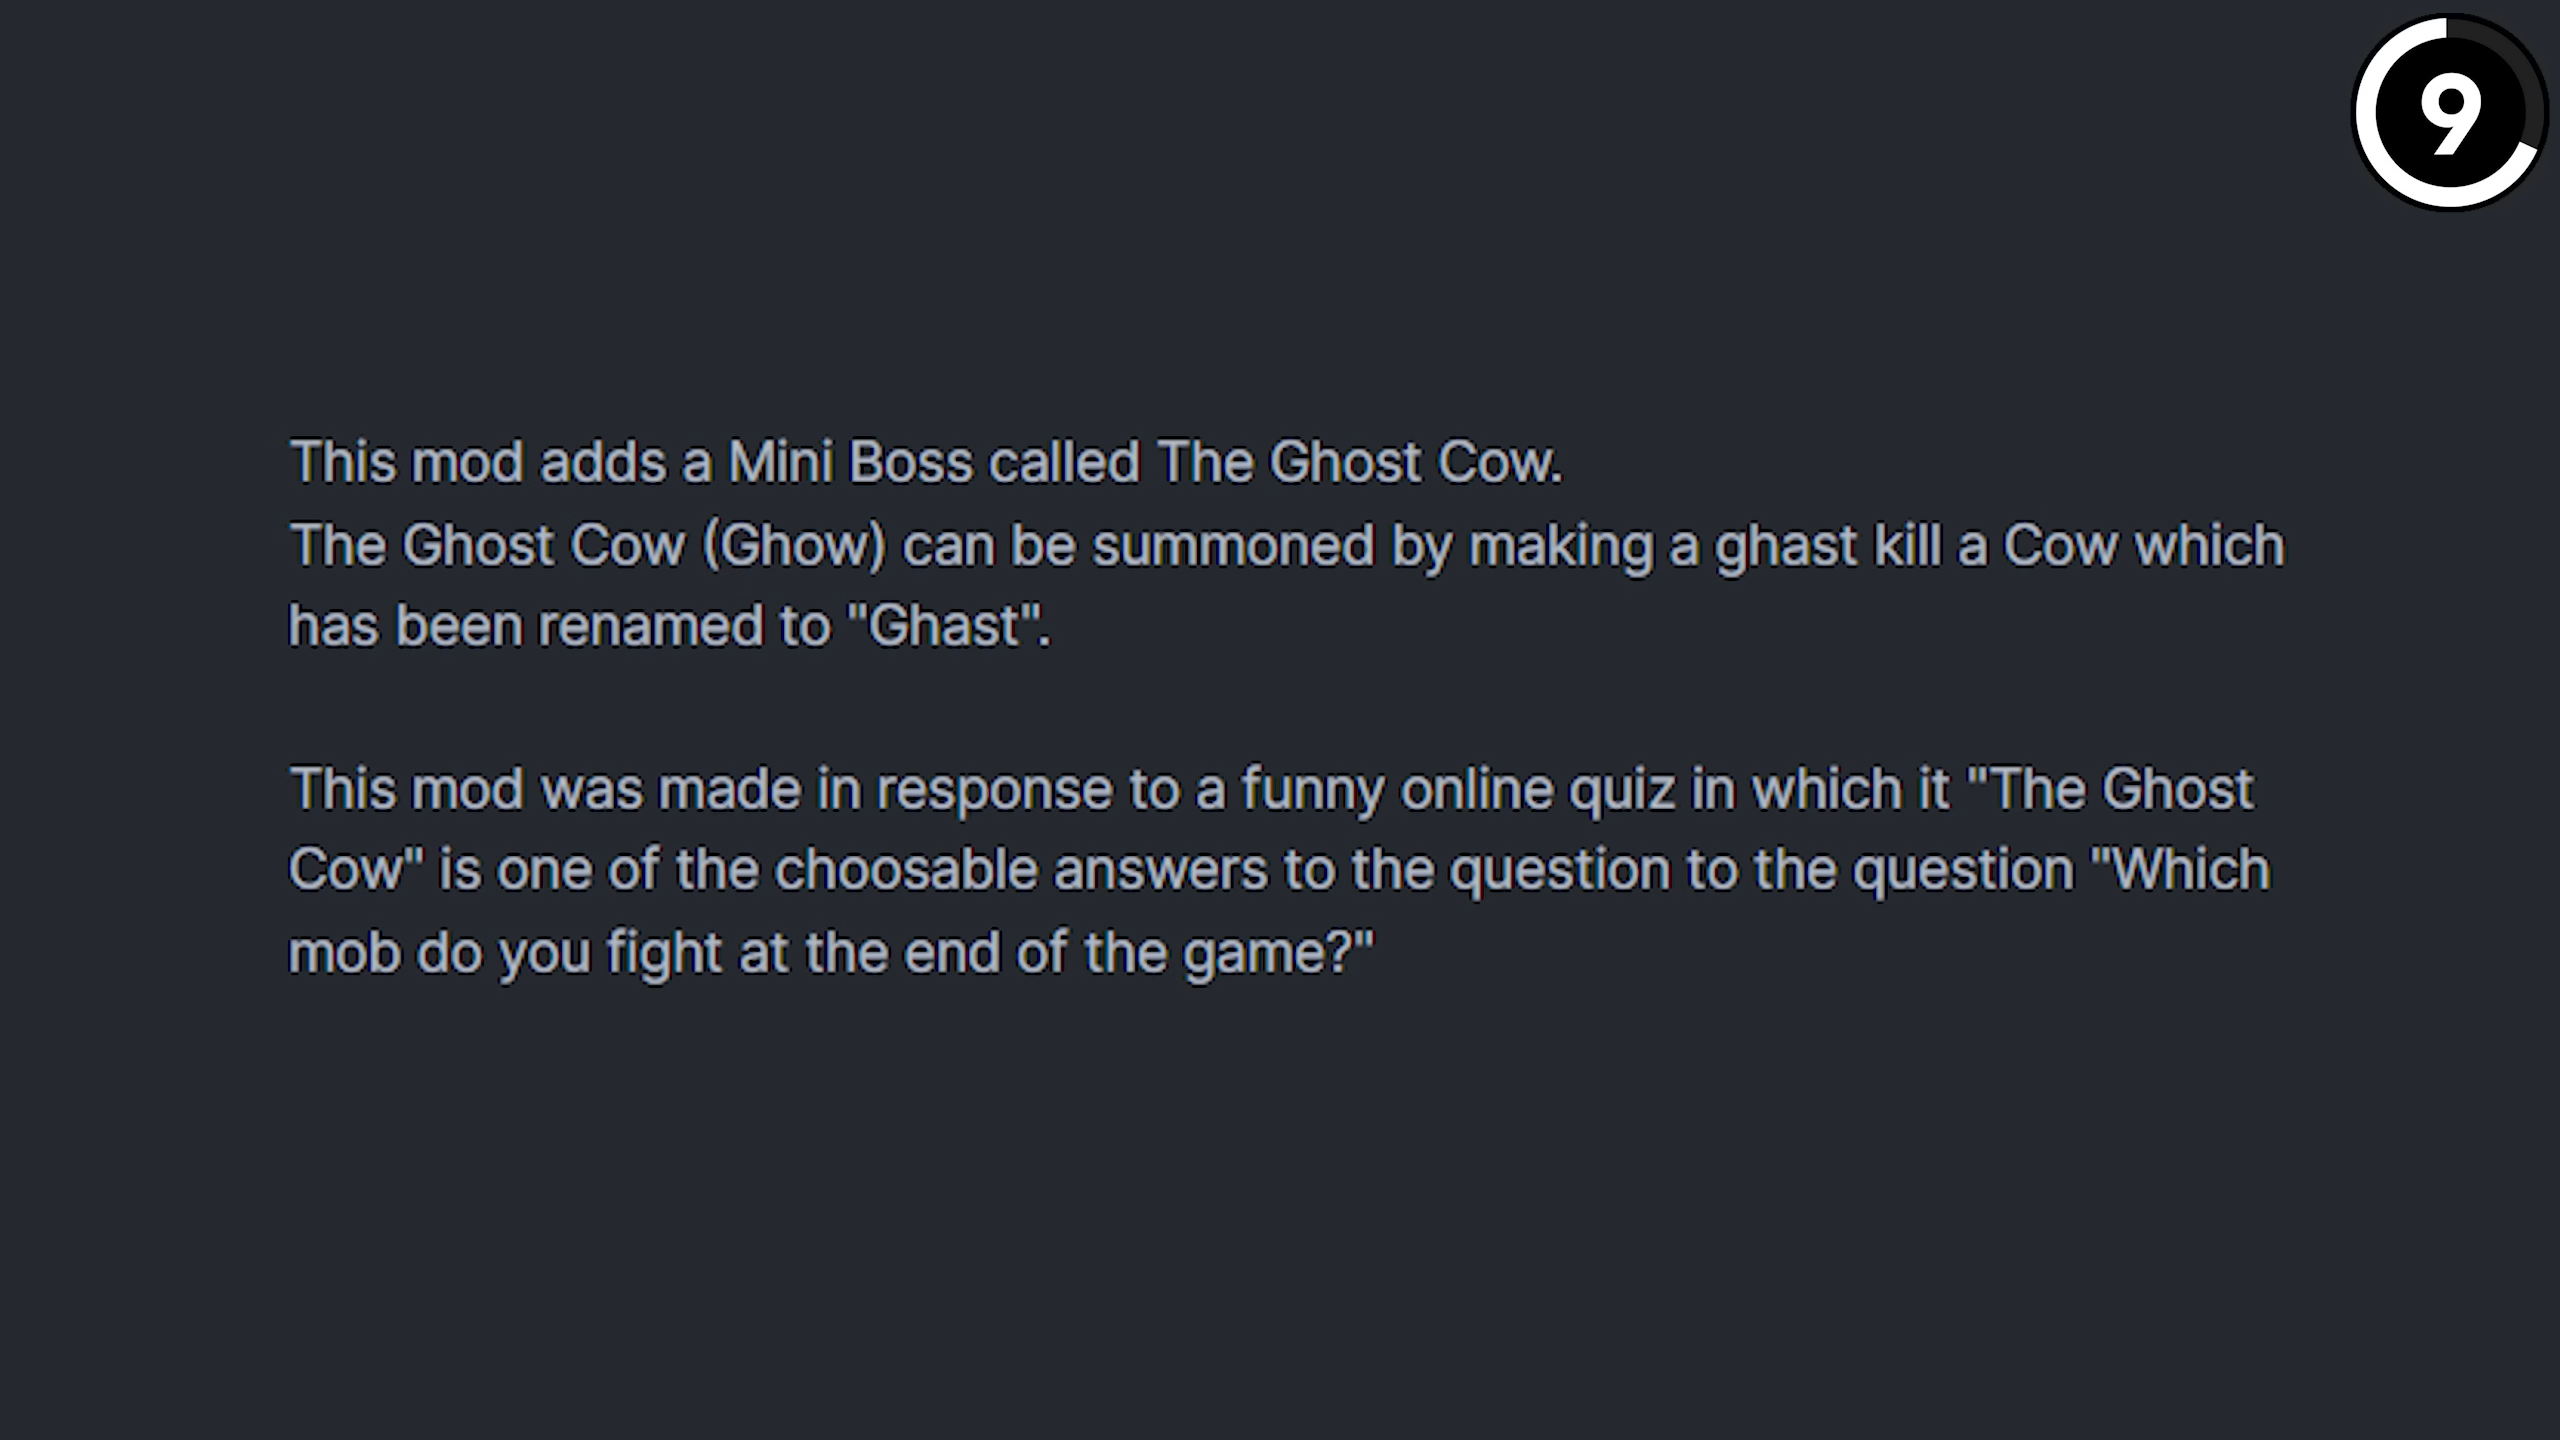 9
This mod adds a Mini Boss called The Ghost Cow.
The Ghost Cow (Ghow) can be summoned by making a ghast kill a Cow which
has been renamed to "Ghast".
This mod was made in response to a funny online quiz in which it "The Ghost
Cow" is one of the choosable answers to the question to the question "Which
mob do you fight at the end of the game?"